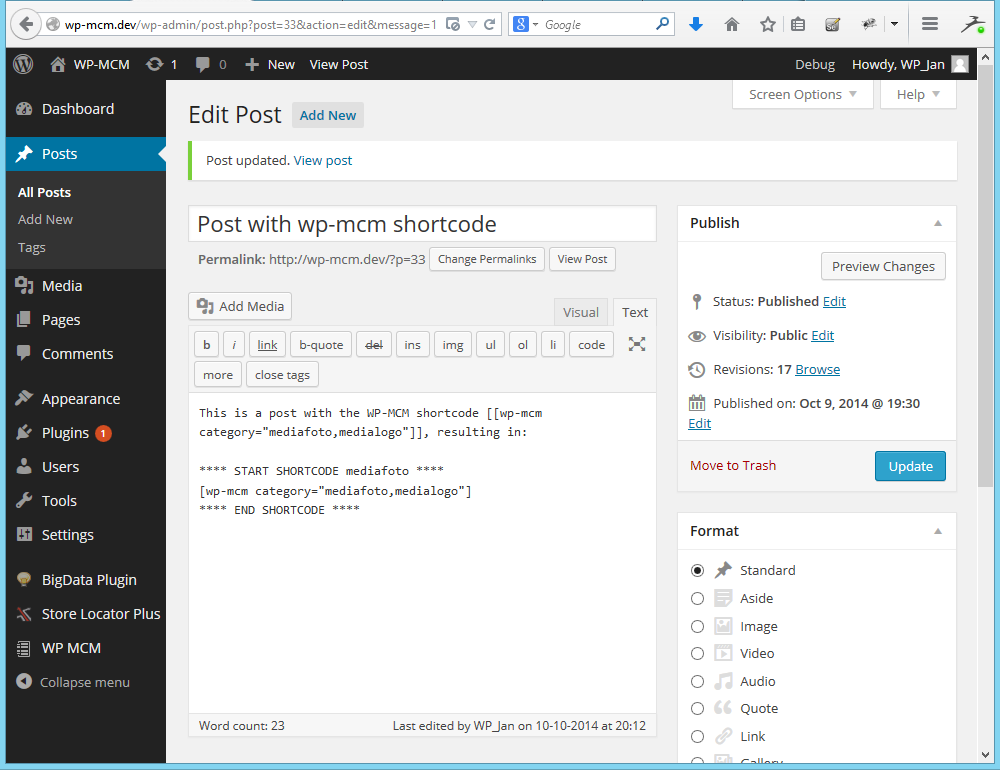 wp-mcm.dev/wp-admin/post.php?post=33&action=edit&message=1
Google
WP-MCM 1 0 New View Post Debug Howdy, WP_Jan
Dashboard
Posts
All Posts
Add New
Tags
Media
Pages
Comments
Appearance
Plugins 1
Users
Tools
Settings
BigData Plugin
Store Locator Plus
WP MCM
Collapse menu
Screen Options Help
Edit Post Add New
Post updated. View post
Post with wp-mcm shortcode
Permalink: http://wp-mcm.dev/?p=33 Change Permalinks View Post
Add Media Visual Text
b i link b-quote del ins img ul ol li code
more close tags
This is a post with the WP-MCM shortcode [[wp-mcm
category="mediafoto,medialogo"]], resulting in:
**** START SHORTCODE mediafoto ****
[wp-mcm category="mediafoto,medialogo"]
**** END SHORTCODE ****
Word count: 23 Last edited by WP_Jan on 10-10-2014 at 20:12
Publish
Preview Changes
Status: Published Edit
Visibility: Public Edit
Revisions: 17 Browse
Published on: Oct 9, 2014 @ 19:30
Edit
Move to Trash Update
Format
Standard
Aside
Image
Video
Audio
Quote
Link
Gallery